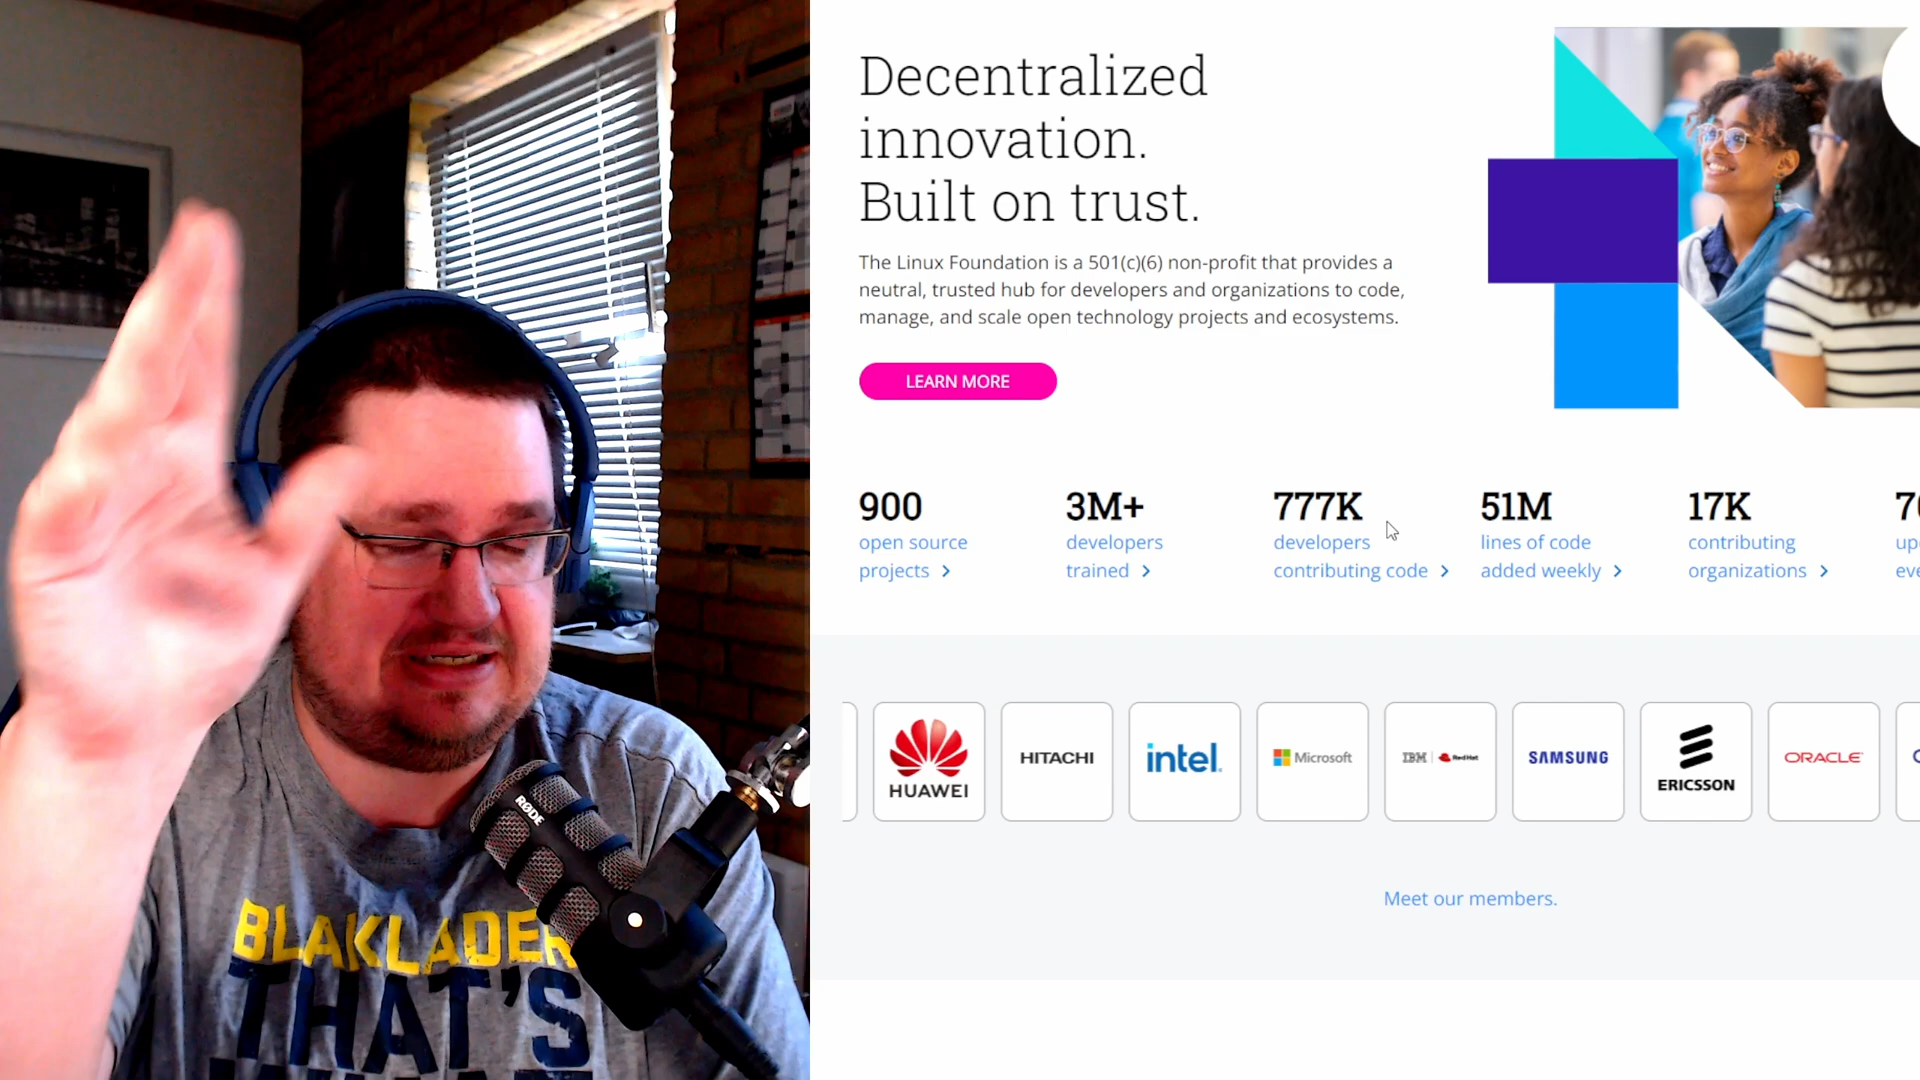 Decentralized
innovation.
Built on trust.
The Linux Foundation is a 501(c)(6) non-profit that provides a
neutral, trusted hub for developers and organizations to code,
manage, and scale open technology projects and ecosystems.
LEARN MORE
900
open source
projects
3M+
developers
trained
777K
developers
contributing code
51M
lines of code
added weekly
17K
contributing
organizations
HUAWEI
HITACHI
intel.
Microsoft
IBM | Red Hat
SAMSUNG
ERICSSON
ORACLE
Meet our members.
RØDE
BLAKLADER
THAT'S